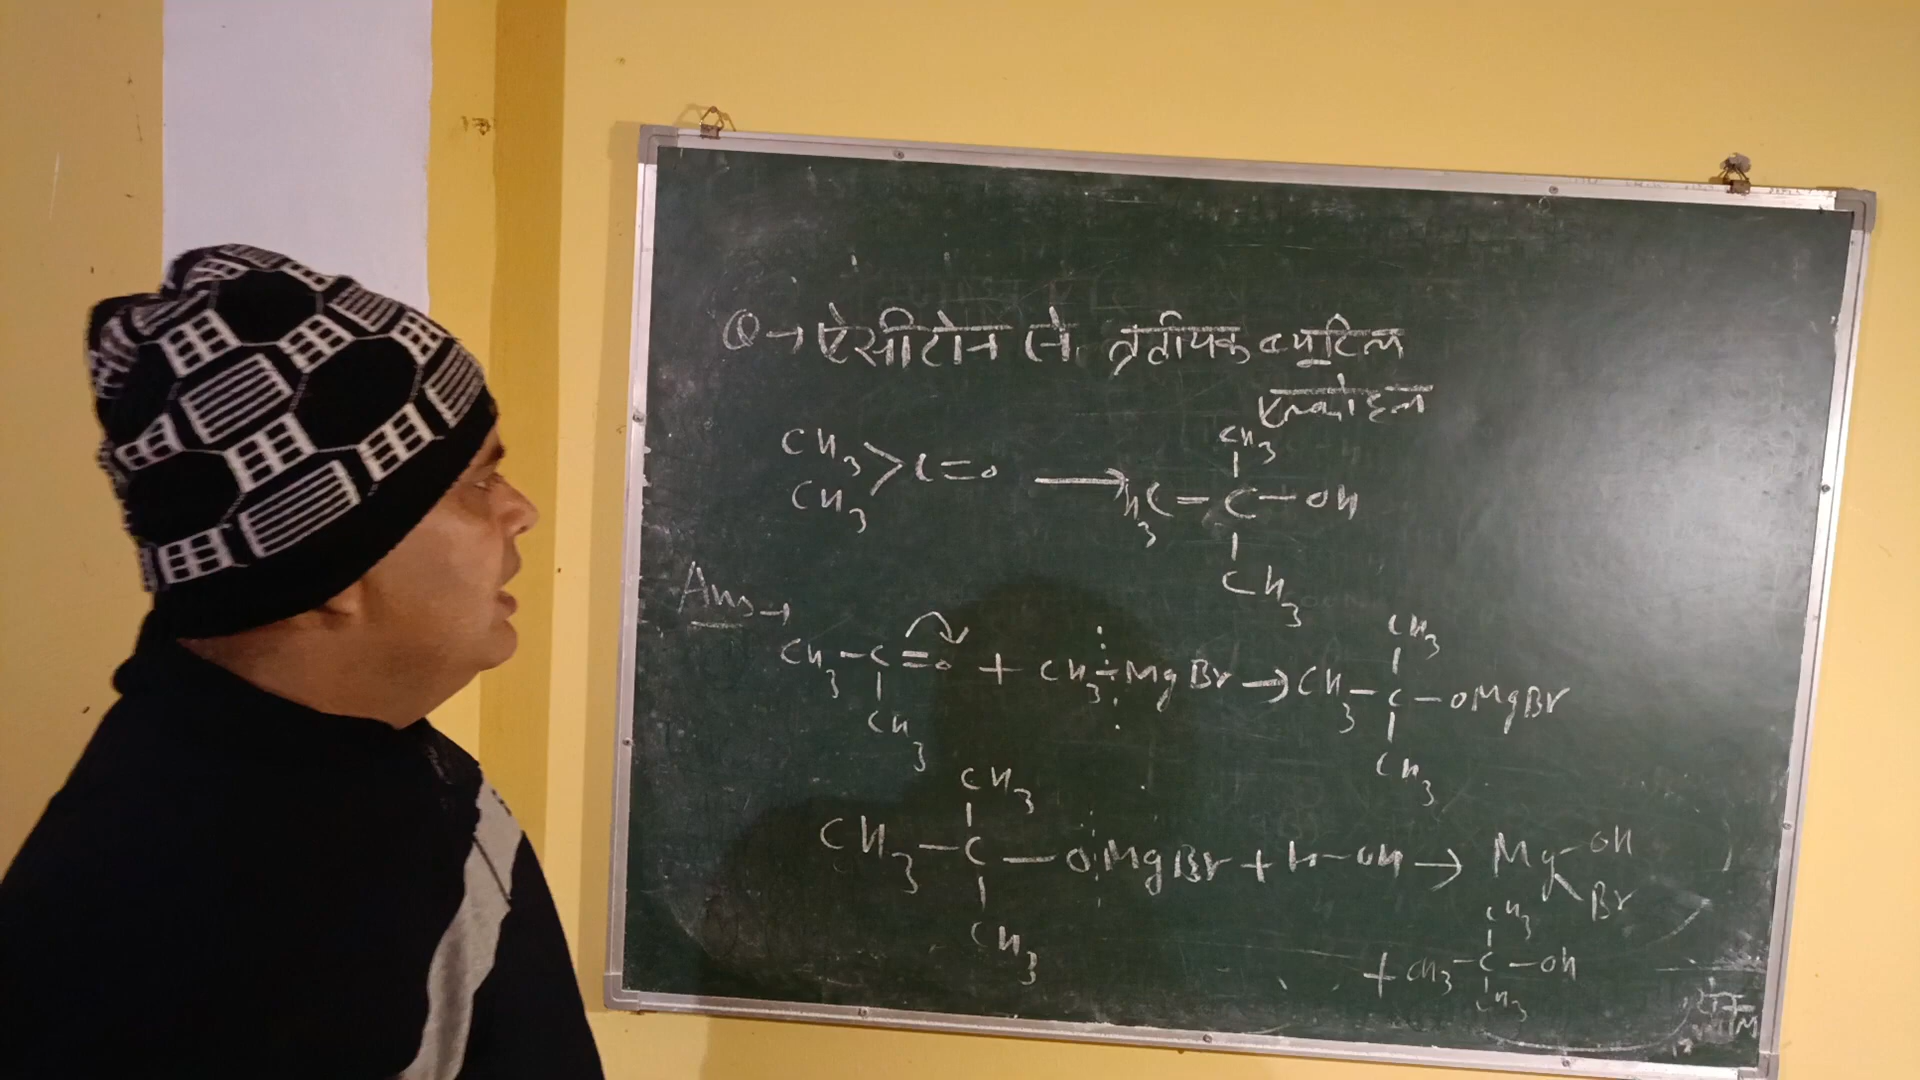 Q→ ऐसीटोन से तृतीयक ब्यूटिल
एल्कोहल
CH3
CH3 > C=O ⟶ H3C – C – OH
CH3
CH3
Ans→
CH3
CH3 – C = O + CH3 – MgBr → CH3 – C – OMgBr
CH3
CH3
CH3
CH3 – C – OMgBr + H–OH → Mg OH
Br
CH3
CH3
+ CH3 – C – OH
CH3